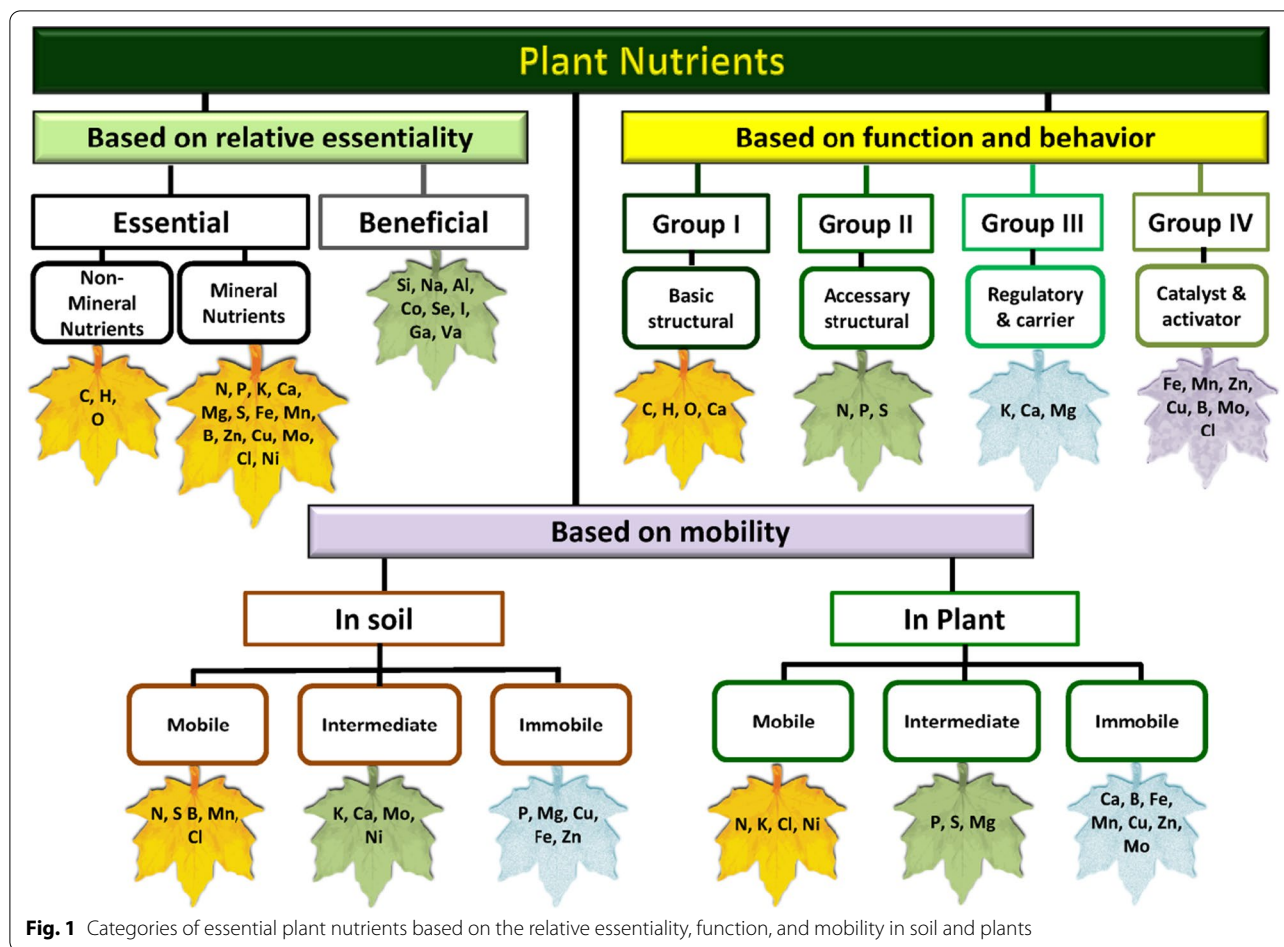 Plant Nutrients
Based on relative essentiality
Based on function and behavior
Essential
Beneficial
Non-
Mineral
Nutrients
Mineral
Nutrients
C, H,
O
N, P, K, Ca,
Mg, S, Fe, Mn,
B, Zn, Cu, Mo,
Cl, Ni
Si, Na, Al,
Co, Se, I,
Ga, Va
Group I
Group II
Group III
Group IV
Basic
structural
Accessary
structural
Regulatory
& carrier
Catalyst &
activator
C, H, O, Ca
N, P, S
K, Ca, Mg
Fe, Mn, Zn,
Cu, B, Mo,
Cl
Based on mobility
In soil
In Plant
Mobile
Intermediate
Immobile
Mobile
Intermediate
Immobile
N, S B, Mn,
Cl
K, Ca, Mo,
Ni
P, Mg, Cu,
Fe, Zn
N, K, Cl, Ni
P, S, Mg
Ca, B, Fe,
Mn, Cu, Zn,
Mo
Fig. 1 Categories of essential plant nutrients based on the relative essentiality, function, and mobility in soil and plants